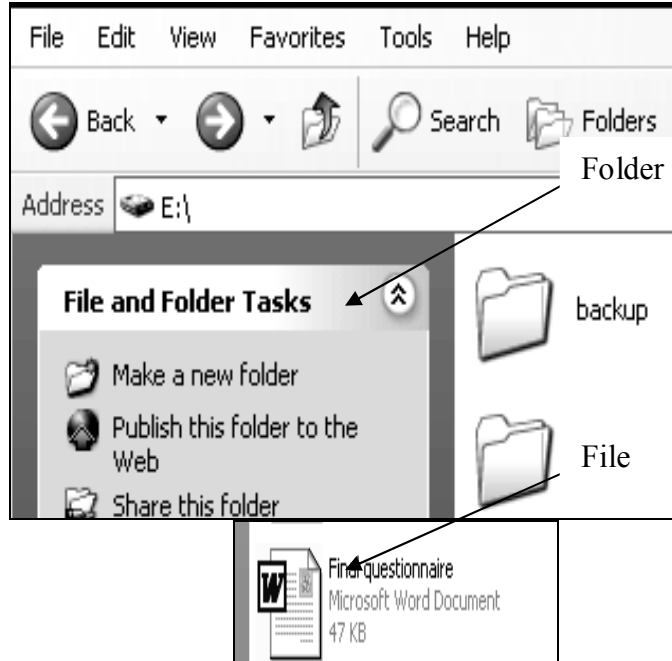 File Edit View Favorites Tools Help
Back Search Folders
Folder
Address E:\
File and Folder Tasks
backup
Make a new folder
Publish this folder to the
Web
File
Share this folder
Final questionnaire
Microsoft Word Document
47 KB